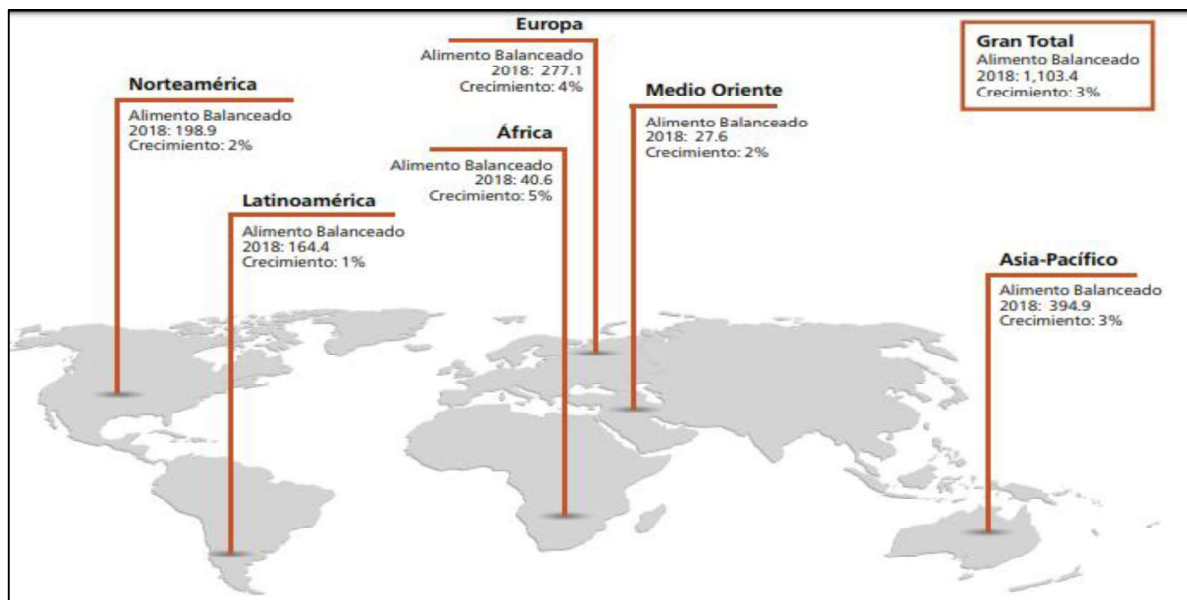 Europa
Alimento Balanceado
2018: 277.1
Crecimiento: 4%
Gran Total
Alimento Balanceado
2018: 1,103.4
Crecimiento: 3%
Norteamérica
Alimento Balanceado
2018: 198.9
Crecimiento: 2%
Medio Oriente
Alimento Balanceado
2018: 27.6
Crecimiento: 2%
África
Alimento Balanceado
2018: 40.6
Crecimiento: 5%
Latinoamérica
Alimento Balanceado
2018: 164.4
Crecimiento: 1%
Asia-Pacífico
Alimento Balanceado
2018: 394.9
Crecimiento: 3%